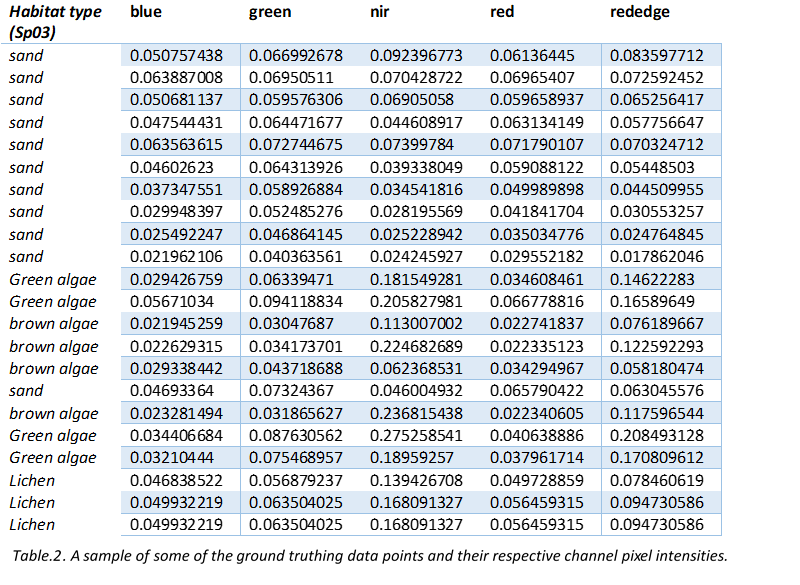 Habitat type blue green nir red rededge
(Sp03)
sand 0.050757438 0.066992678 0.092396773 0.06136445 0.083597712
sand 0.063887008 0.06950511 0.070428722 0.06965407 0.072592452
sand 0.050681137 0.059576306 0.06905058 0.059658937 0.065256417
sand 0.047544431 0.064471677 0.044608917 0.063134149 0.057756647
sand 0.063563615 0.072744675 0.07399784 0.071790107 0.070324712
sand 0.04602623 0.064313926 0.039338049 0.059088122 0.05448503
sand 0.037347551 0.058926884 0.034541816 0.049989898 0.044509955
sand 0.029948397 0.052485276 0.028195569 0.041841704 0.030553257
sand 0.025492247 0.046864145 0.025228942 0.035034776 0.024764845
sand 0.021962106 0.040363561 0.024245927 0.029552182 0.017862046
Green algae 0.029426759 0.06339471 0.181549281 0.034608461 0.14622283
Green algae 0.05671034 0.094118834 0.205827981 0.066778816 0.16589649
brown algae 0.021945259 0.03047687 0.113007002 0.022741837 0.076189667
brown algae 0.022629315 0.034173701 0.224682689 0.022335123 0.122592293
brown algae 0.029338442 0.043718688 0.062368531 0.034294967 0.058180474
sand 0.04693364 0.07324367 0.046004932 0.065790422 0.063045576
brown algae 0.023281494 0.031865627 0.236815438 0.022340605 0.117596544
Green algae 0.034406684 0.087630562 0.275258541 0.040638886 0.208493128
Green algae 0.03210444 0.075468957 0.18959257 0.037961714 0.170809612
Lichen 0.046838522 0.056879237 0.139426708 0.049728859 0.078460619
Lichen 0.049932219 0.063504025 0.168091327 0.056459315 0.094730586
Lichen 0.049932219 0.063504025 0.168091327 0.056459315 0.094730586
Table.2. A sample of some of the ground truthing data points and their respective channel pixel intensities.